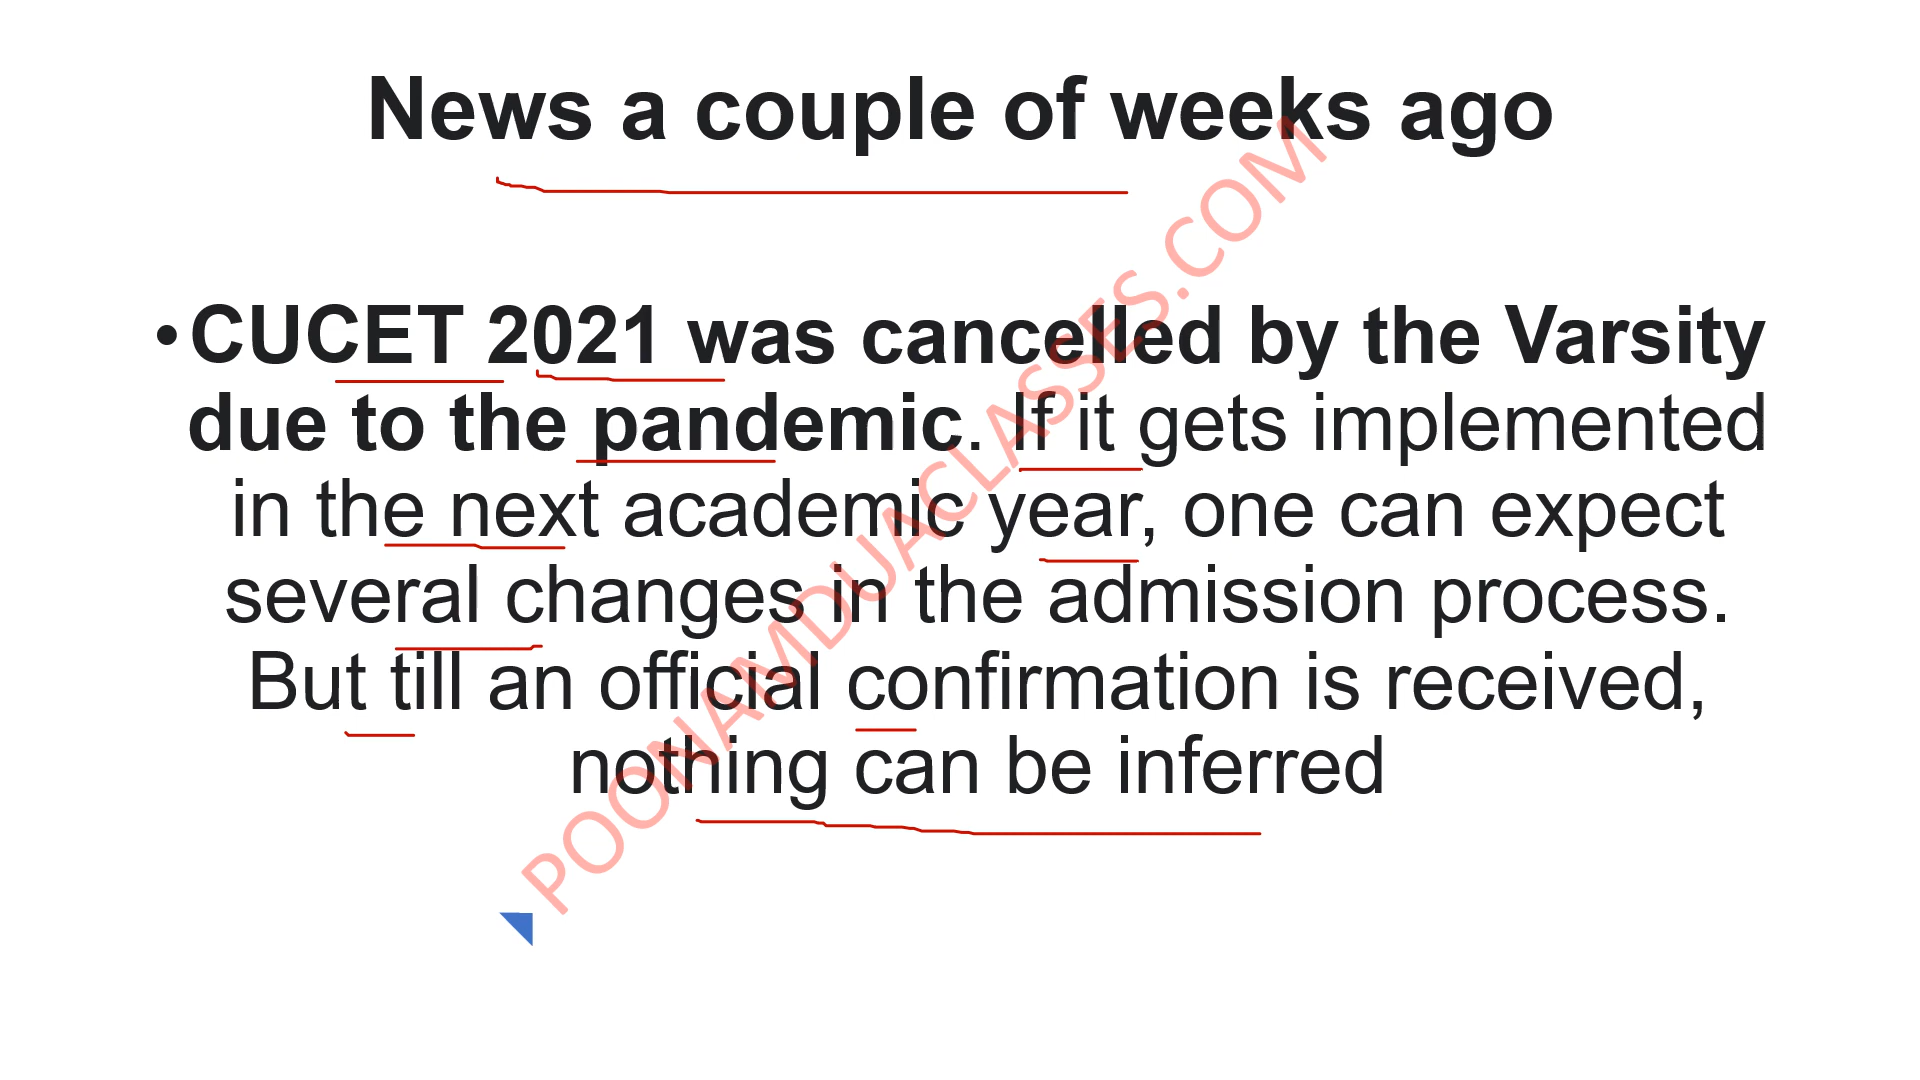 News a couple of weeks ago
•CUCET 2021 was cancelled by the Varsity
due to the pandemic. If it gets implemented
in the next academic year, one can expect
several changes in the admission process.
But till an official confirmation is received,
nothing can be inferred
POONAMDUACLASSES.COM